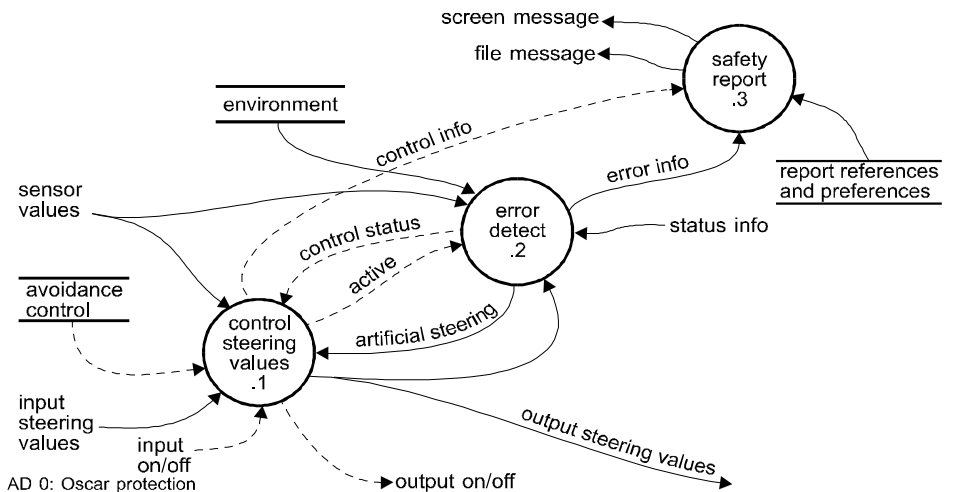 screen message
file message
safety
report
.3
environment
control info
error info
report references
and preferences
sensor
values
error
detect
.2
control status
status info
active
avoidance
control
control
steering
values
.1
artificial steering
input
steering
values
input
on/off
output steering values
output on/off
AD 0: Oscar protection